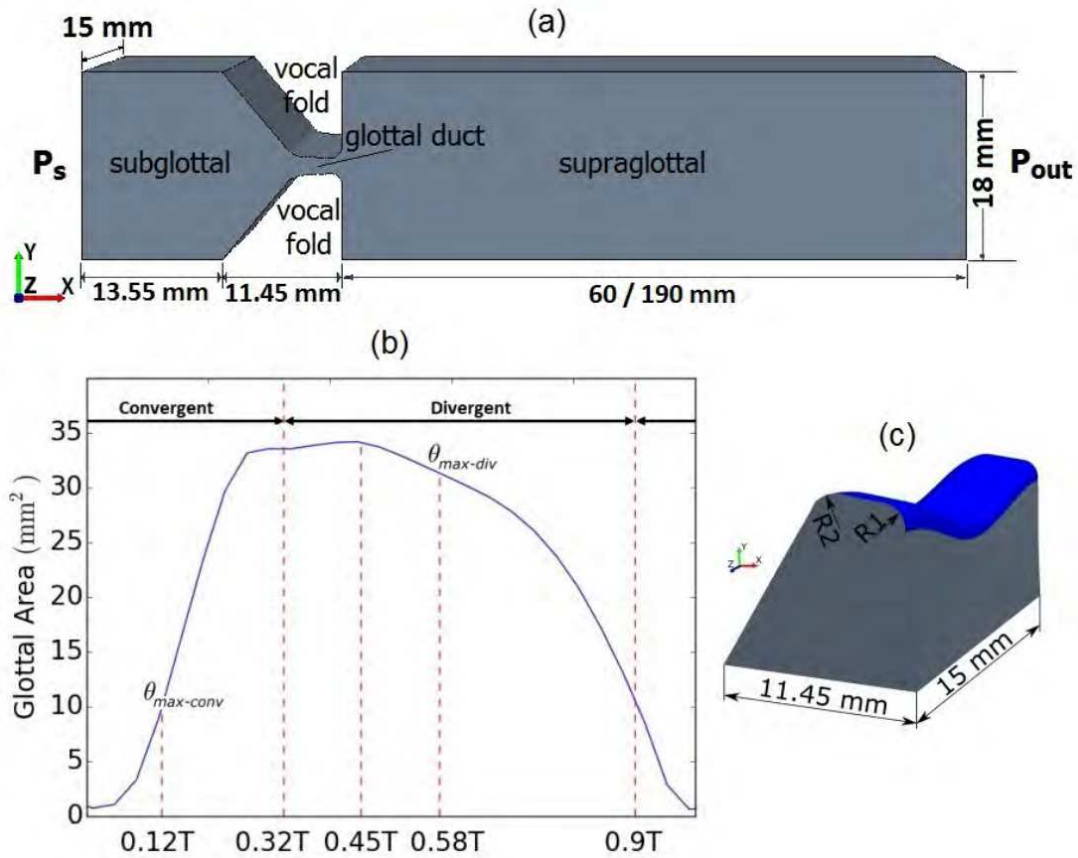 (a)
15 mm
vocal
fold
glottal duct
subglottal
supraglottal
vocal
fold
P_s
P_out
18 mm
Y
Z
X
13.55 mm
11.45 mm
60 / 190 mm
(b)
Convergent
Divergent
θ_max-div
θ_max-conv
Glottal Area (mm²)
35
30
25
20
15
10
5
0
0.12T
0.32T
0.45T
0.58T
0.9T
(c)
R2
R1
Y
Z
X
11.45 mm
15 mm